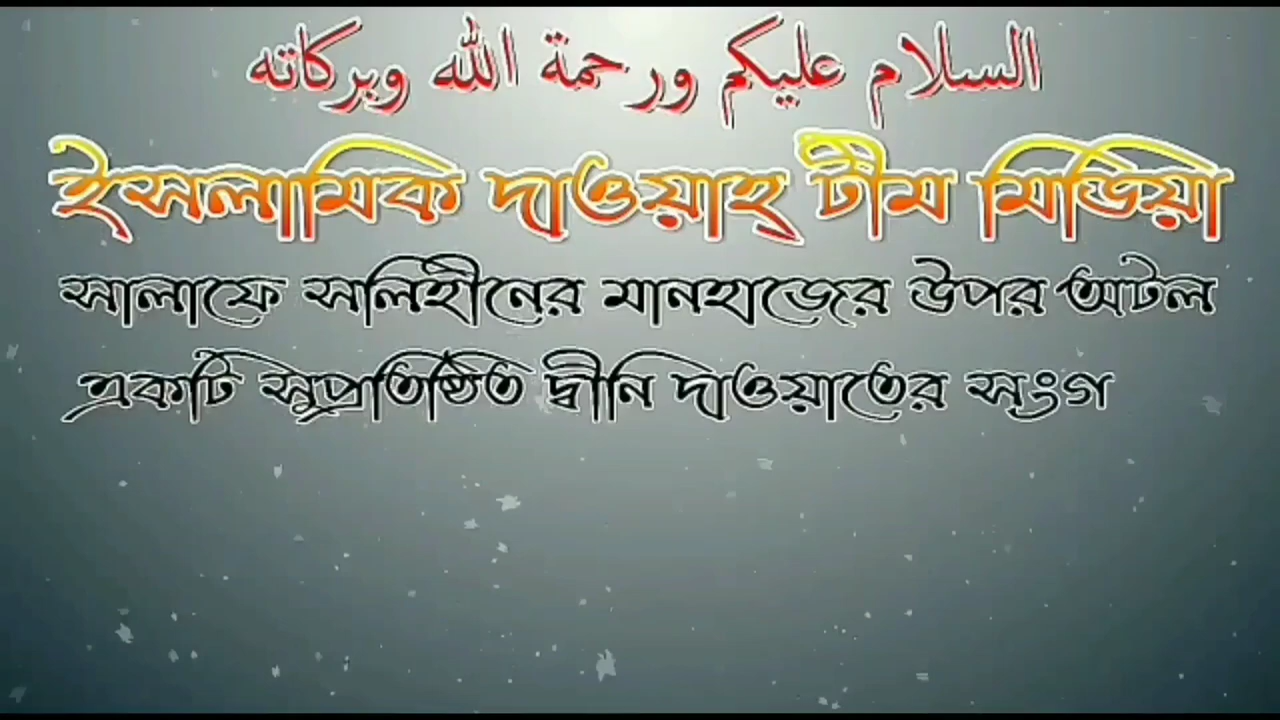 السلام عليكم ورحمة الله وبركاته
ইসলামিক দাওয়াহ্ টীম মিডিয়া
সালাফে সলিহীনের মানহাজের উপর অটল
একটি সুপ্রতিষ্ঠিত দ্বীনি দাওয়াতের সংগ